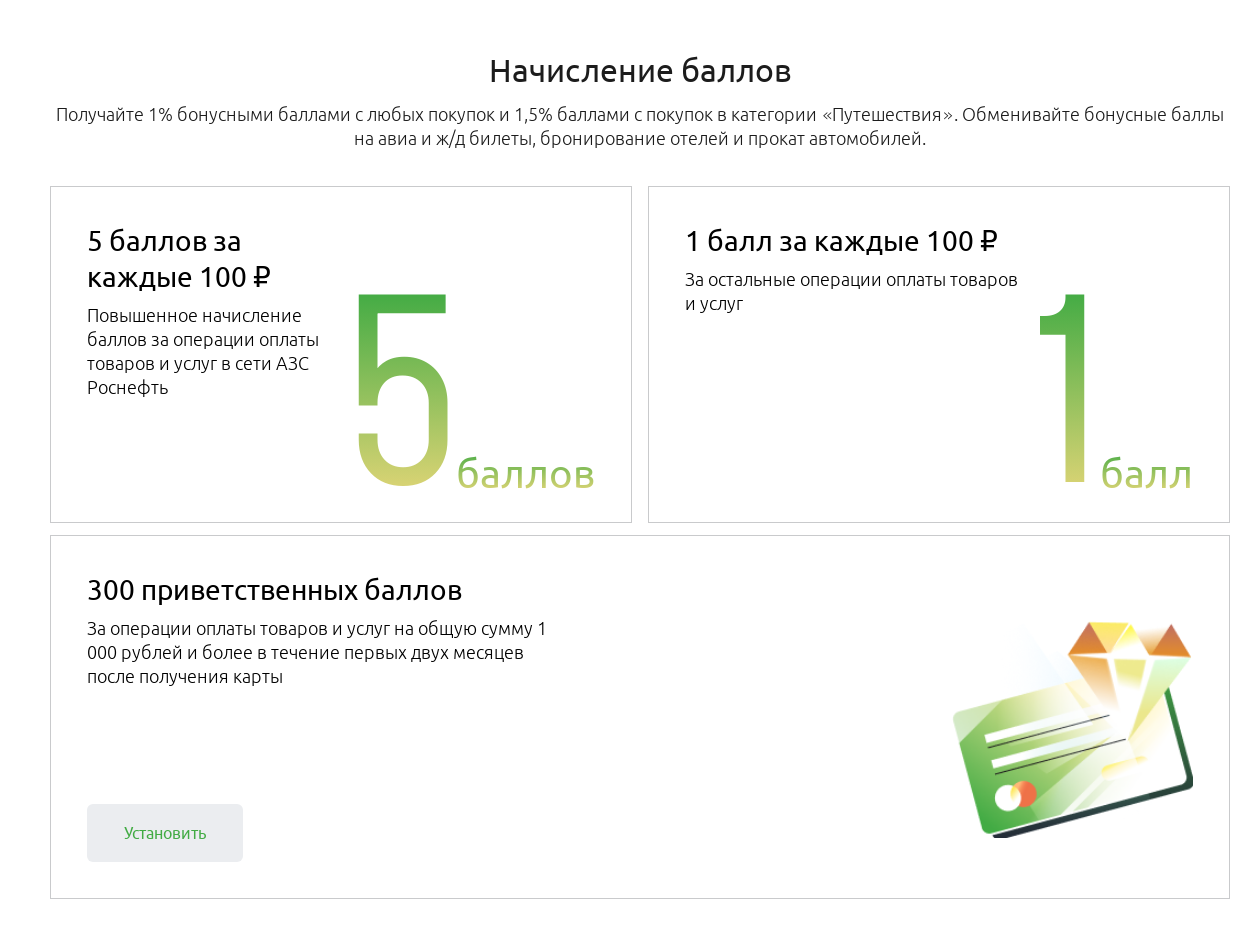 Начисление баллов
Получайте 1% бонусными баллами с любых покупок и 1,5% баллами с покупок в категории «Путешествия». Обменивайте бонусные баллы
на авиа и ж/д билеты, бронирование отелей и прокат автомобилей.
5 баллов за
каждые 100 ₽
Повышенное начисление
баллов за операции оплаты
товаров и услуг в сети АЗС
Роснефть
5 баллов
1 балл за каждые 100 ₽
За остальные операции оплаты товаров
и услуг
1 балл
300 приветственных баллов
За операции оплаты товаров и услуг на общую сумму 1
000 рублей и более в течение первых двух месяцев
после получения карты
Установить